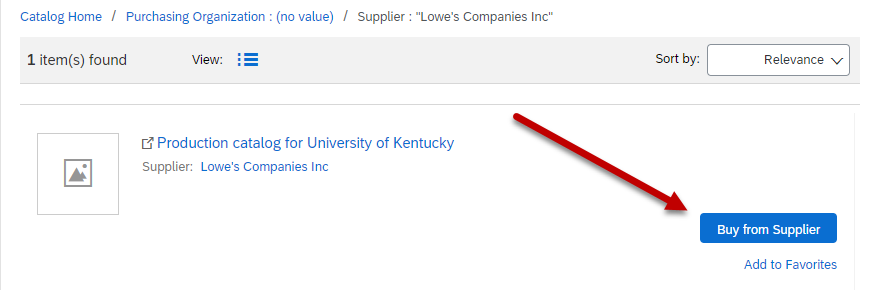 Catalog Home / Purchasing Organization : (no value) / Supplier : "Lowe's Companies Inc"
1 item(s) found View: Sort by: Relevance
Production catalog for University of Kentucky
Supplier: Lowe's Companies Inc
Buy from Supplier
Add to Favorites